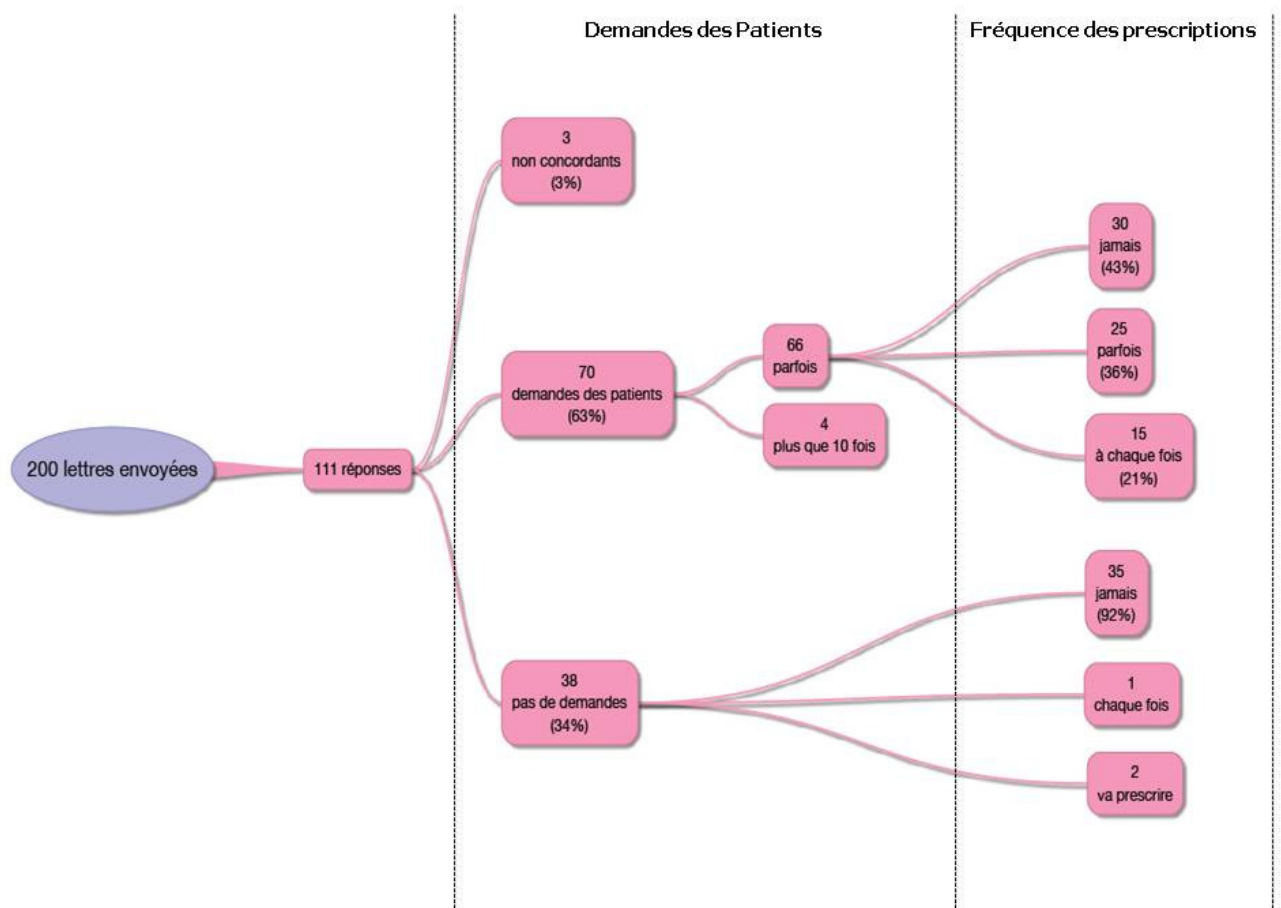 Demandes des Patients
Fréquence des prescriptions
200 lettres envoyées
111 réponses
3
non concordants
(3%)
70
demandes des patients
(63%)
66
parfois
4
plus que 10 fois
30
jamais
(43%)
25
parfois
(36%)
15
à chaque fois
(21%)
38
pas de demandes
(34%)
35
jamais
(92%)
1
chaque fois
2
va prescrire